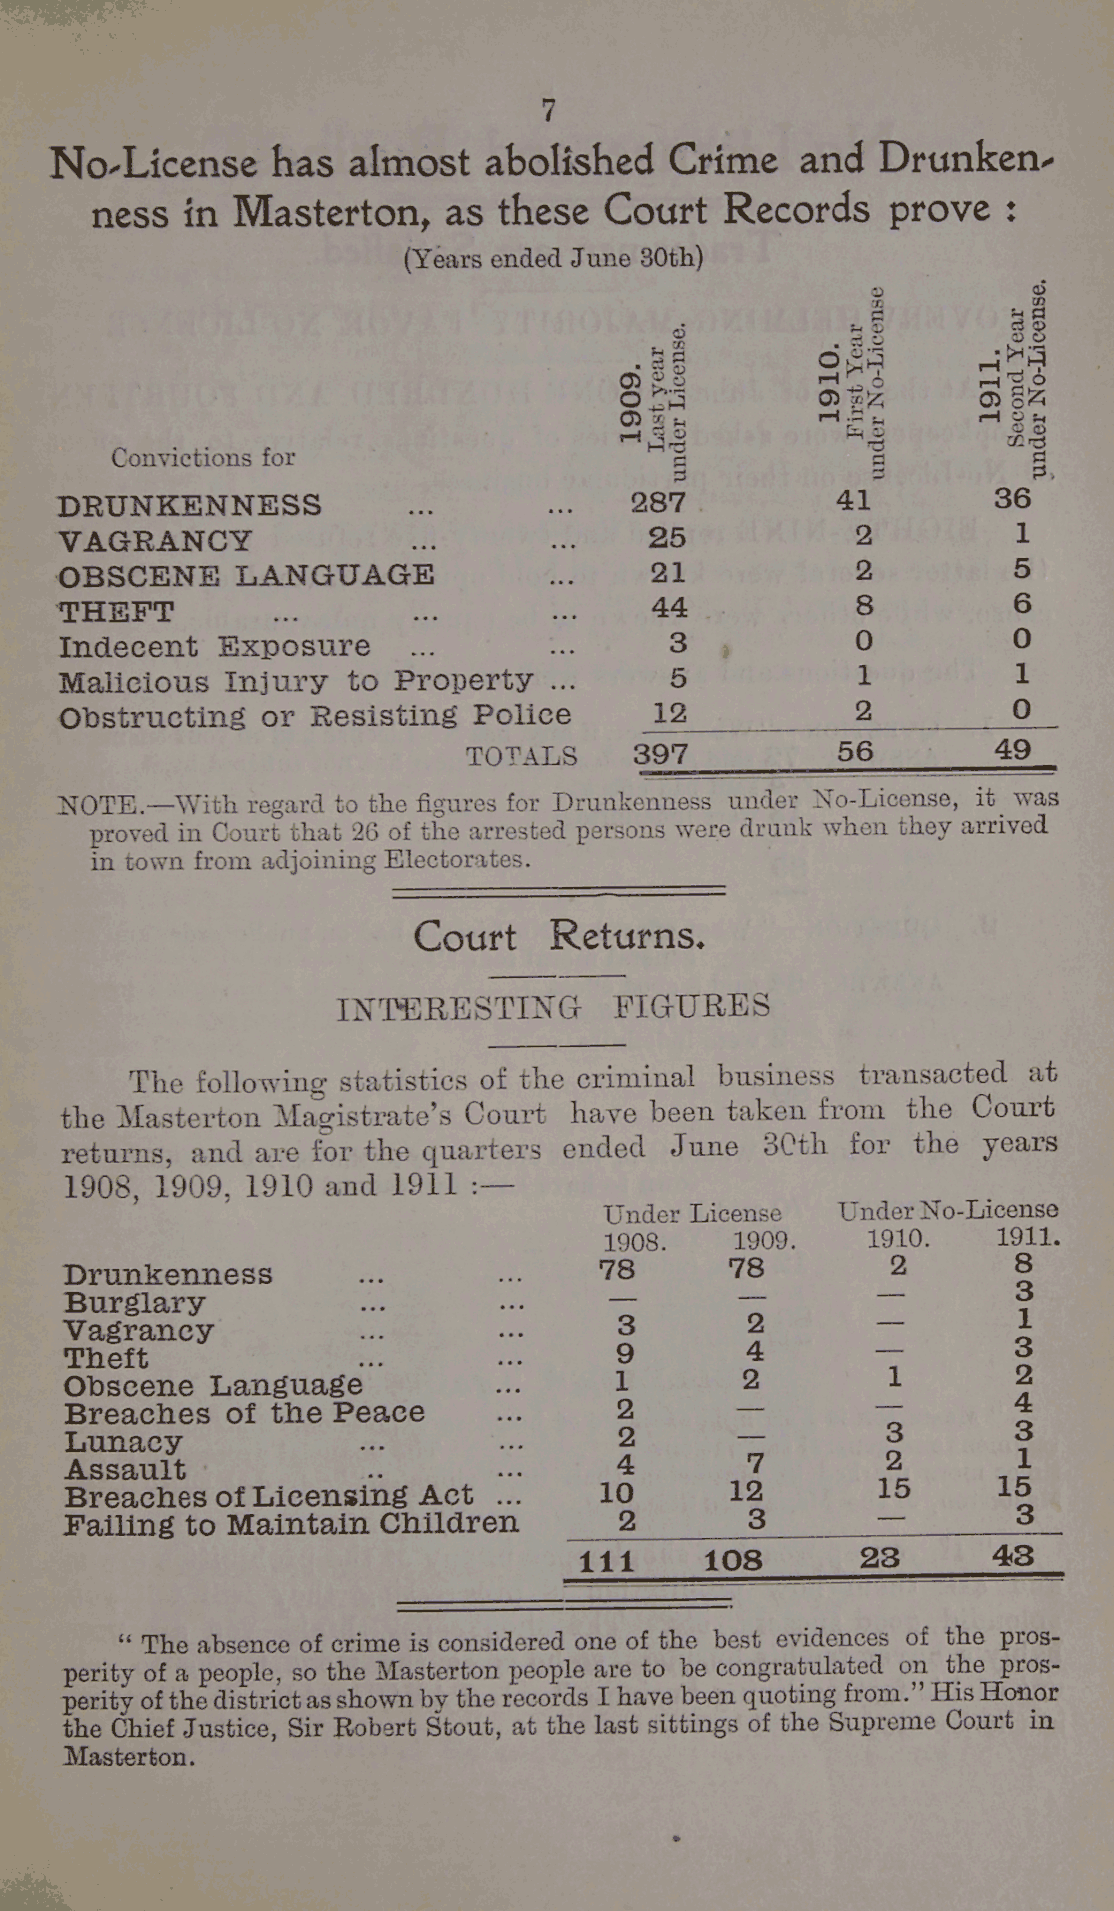 7
No-License has almost abolished Crime and Drunken-
ness in Masterton, as these Court Records prove :
(Years ended June 30th)
Convictions for 1909. Last year under License. 1910. First Year under No-License 1911. Second Year under No-License.
DRUNKENNESS ... ... 287 41 36
VAGRANCY ... ... 25 2 1
OBSCENE LANGUAGE ... 21 2 5
THEFT ... ... ... 44 8 6
Indecent Exposure ... ... 3 0 0
Malicious Injury to Property ... 5 1 1
Obstructing or Resisting Police 12 2 0
TOTALS 397 56 49
NOTE.—With regard to the figures for Drunkenness under No-License, it was
proved in Court that 26 of the arrested persons were drunk when they arrived
in town from adjoining Electorates.
Court Returns.
INTERESTING FIGURES
The following statistics of the criminal business transacted at
the Masterton Magistrate's Court have been taken from the Court
returns, and are for the quarters ended June 30th for the years
1908, 1909, 1910 and 1911 :—
Under License Under No-License
1908. 1909. 1910. 1911.
Drunkenness ... ... 78 78 2 8
Burglary ... ... — — — 3
Vagrancy ... ... 3 2 — 1
Theft ... ... 9 4 — 3
Obscene Language ... 1 2 1 2
Breaches of the Peace ... 2 — — 4
Lunacy ... ... 2 — 3 3
Assault .. ... 4 7 2 1
Breaches of Licensing Act ... 10 12 15 15
Failing to Maintain Children 2 3 — 3
111 108 23 43
" The absence of crime is considered one of the best evidences of the pros-
perity of a people, so the Masterton people are to be congratulated on the pros-
perity of the district as shown by the records I have been quoting from." His Honor
the Chief Justice, Sir Robert Stout, at the last sittings of the Supreme Court in
Masterton.